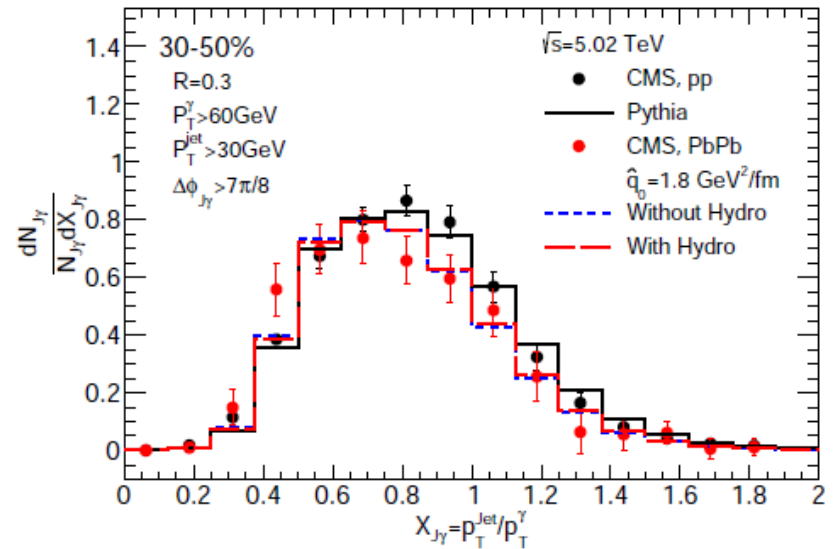 30-50%
R=0.3
P_T^γ>60GeV
P_T^jet>30GeV
Δϕ_Jγ>7π/8
√s=5.02 TeV
CMS, pp
Pythia
CMS, PbPb
q̂_0=1.8 GeV²/fm
Without Hydro
With Hydro
dN_Jγ
N_Jγ dX_Jγ
1.4
1.2
1
0.8
0.6
0.4
0.2
0
0 0.2 0.4 0.6 0.8 1 1.2 1.4 1.6 1.8 2
X_Jγ=p_T^Jet/p_T^γ